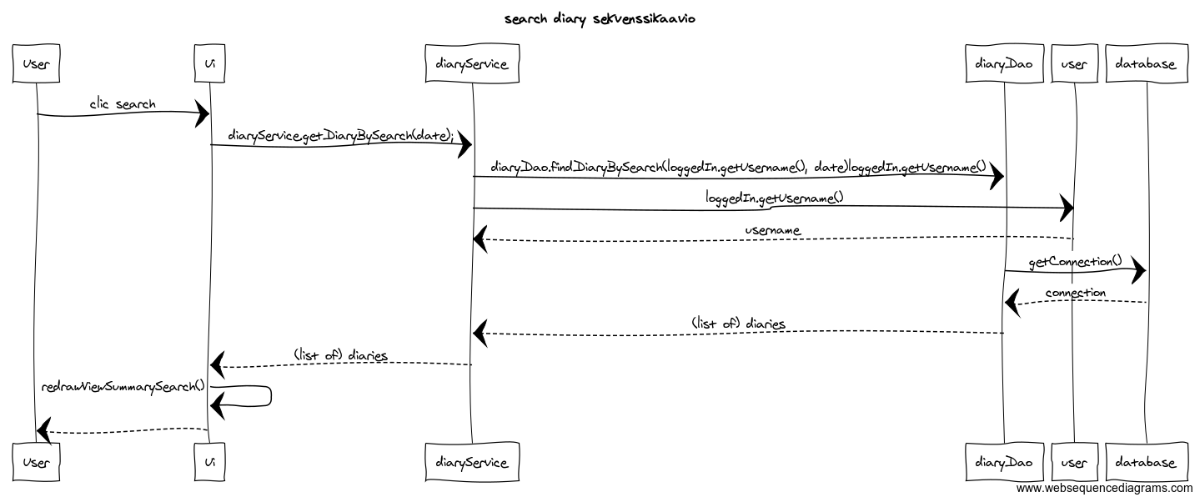 search diary sekvenssikaavio
User
Ui
diaryService
diaryDao
user
database
clic search
diaryService.getDiaryBySearch(date);
diaryDao.findDiaryBySearch(loggedIn.getUsername(), date)loggedIn.getUsername()
loggedIn.getUsername()
username
getConnection()
connection
(list of) diaries
(list of) diaries
redrawViewSummarySearch()
User
Ui
diaryService
diaryDao
user
database
www.websequencediagrams.com